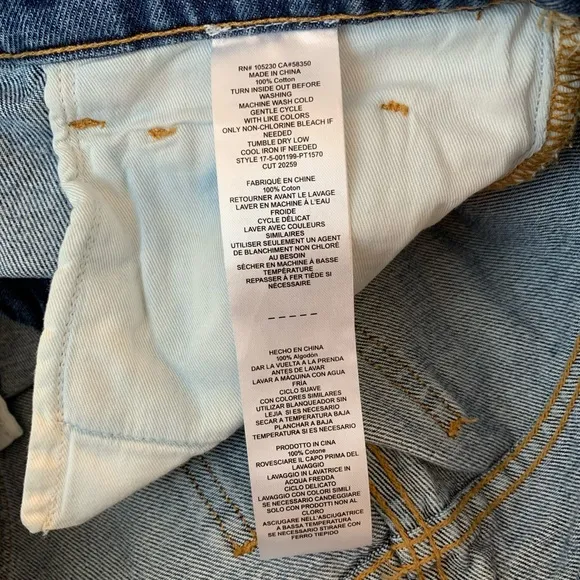 RN# 105230 CA#58350
MADE IN CHINA
100% Cotton
TURN INSIDE OUT BEFORE
WASHING
MACHINE WASH COLD
GENTLE CYCLE
WITH LIKE COLORS
ONLY NON-CHLORINE BLEACH IF
NEEDED
TUMBLE DRY LOW
COOL IRON IF NEEDED
STYLE 17-5-001199-PT1570
CUT 20259
FABRIQUÉ EN CHINE
100% Coton
RETOURNER AVANT LE LAVAGE
LAVER EN MACHINE À L'EAU
FROIDE
CYCLE DÉLICAT
LAVER AVEC COULEURS
SIMILAIRES
UTILISER SEULEMENT UN AGENT
DE BLANCHIMENT NON CHLORÉ
AU BESOIN
SÉCHER EN MACHINE À BASSE
TEMPÉRATURE
REPASSER À FER TIÈDE SI
NÉCESSAIRE
- - - - -
HECHO EN CHINA
100% Algodón
DAR LA VUELTA A LA PRENDA
ANTES DE LAVAR
LAVAR A MÁQUINA CON AGUA
FRÍA
CICLO SUAVE
CON COLORES SIMILARES
UTILIZAR BLANQUEADOR SIN
LEJIA SI ES NECESARIO
SECAR A TEMPERATURA BAJA
PLANCHAR A BAJA
TEMPERATURA SI ES NECESARIO
PRODOTTO IN CINA
100% Cotone
ROVESCIARE IL CAPO PRIMA DEL
LAVAGGIO
LAVAGGIO IN LAVATRICE IN
ACQUA FREDDA
CICLO DELICATO
LAVAGGIO CON COLORI SIMILI
SE NECESARIO CANDEGGIARE
SOLO CON PRODOTTI NON AL
CLORO
ASCIUGARE NELL'ASCIUGATRICE
A BASSA TEMPERATURA
SE NECESSARIO STIRARE CON
FERRO TIEPIDO